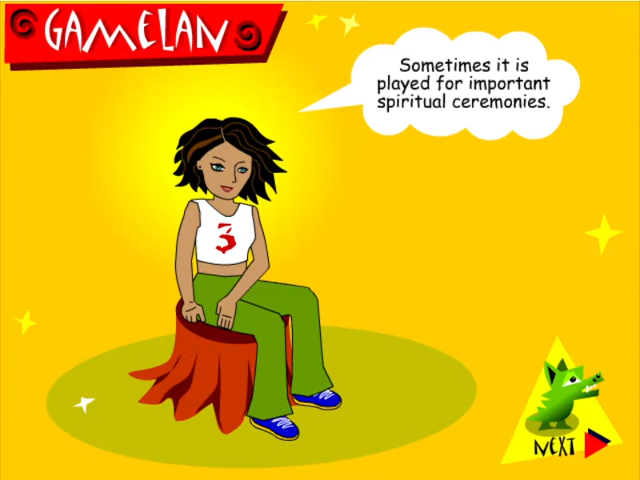 GAMELAN
Sometimes it is
played for important
spiritual ceremonies.
3
NEXT